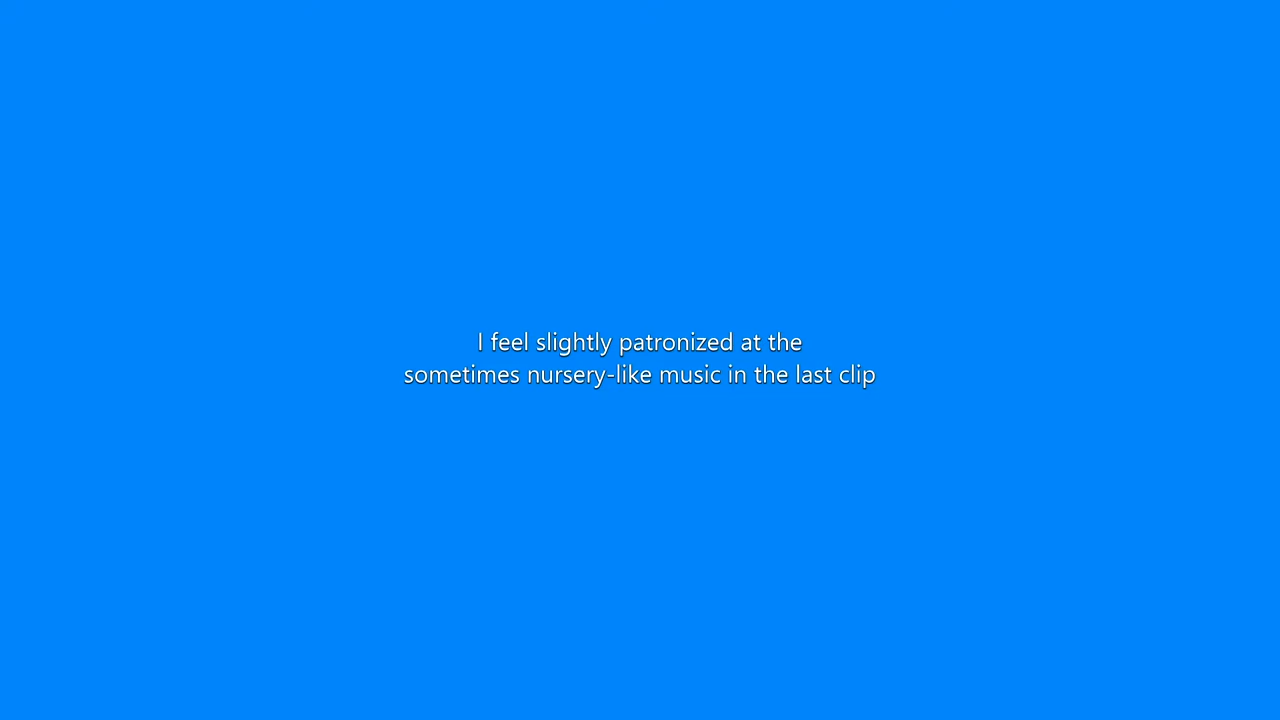 I feel slightly patronized at the
sometimes nursery-like music in the last clip